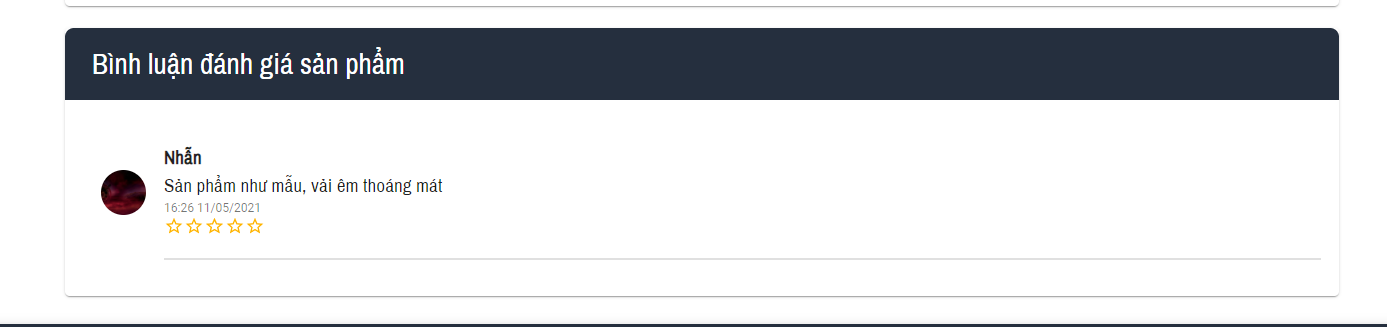 Bình luận đánh giá sản phẩm
Nhẫn
Sản phẩm như mẫu, vải êm thoáng mát
16:26 11/05/2021